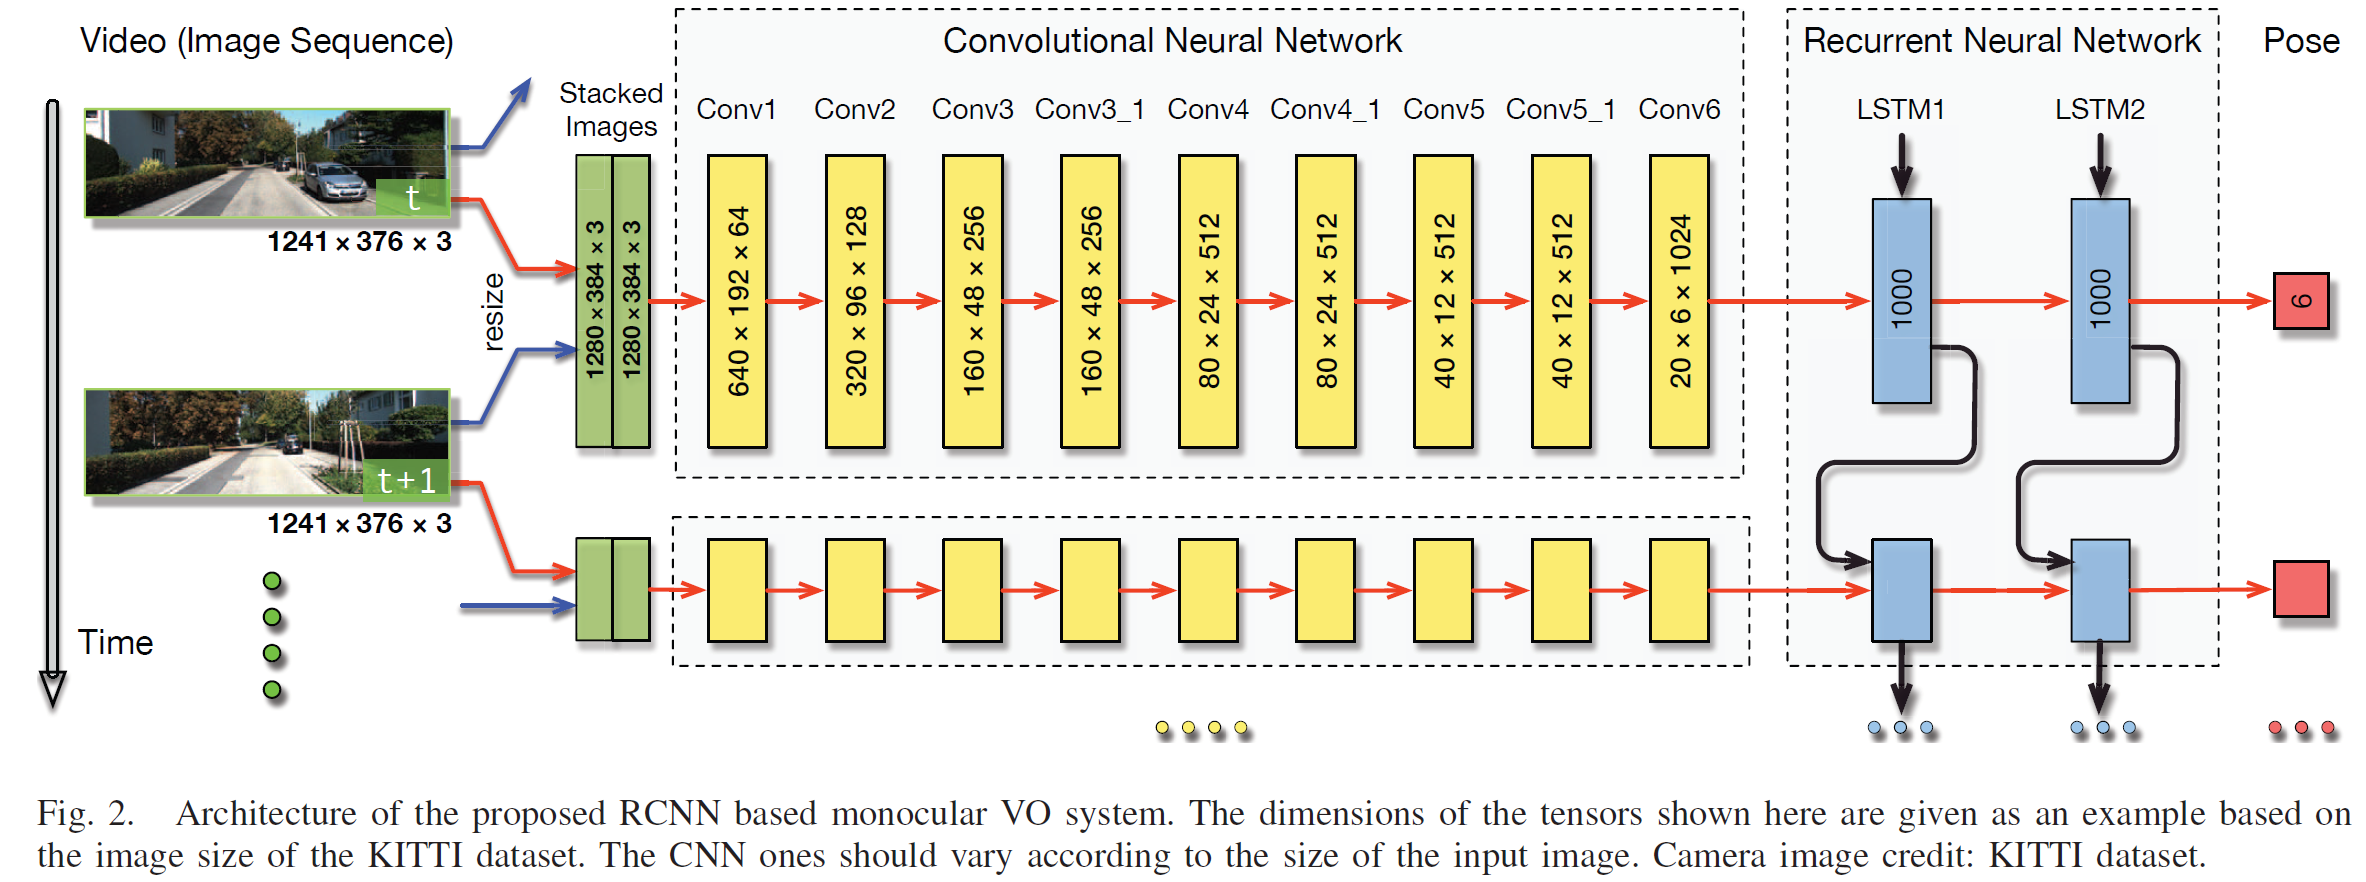 Video (Image Sequence)
Convolutional Neural Network
Recurrent Neural Network
Pose
Stacked
Images
Conv1
Conv2
Conv3
Conv3_1
Conv4
Conv4_1
Conv5
Conv5_1
Conv6
LSTM1
LSTM2
t
1241 × 376 × 3
resize
1280 × 384 × 3
1280 × 384 × 3
640 × 192 × 64
320 × 96 × 128
160 × 48 × 256
160 × 48 × 256
80 × 24 × 512
80 × 24 × 512
40 × 12 × 512
40 × 12 × 512
20 × 6 × 1024
1000
1000
6
t+1
1241 × 376 × 3
Time
Fig. 2. Architecture of the proposed RCNN based monocular VO system. The dimensions of the tensors shown here are given as an example based on
the image size of the KITTI dataset. The CNN ones should vary according to the size of the input image. Camera image credit: KITTI dataset.